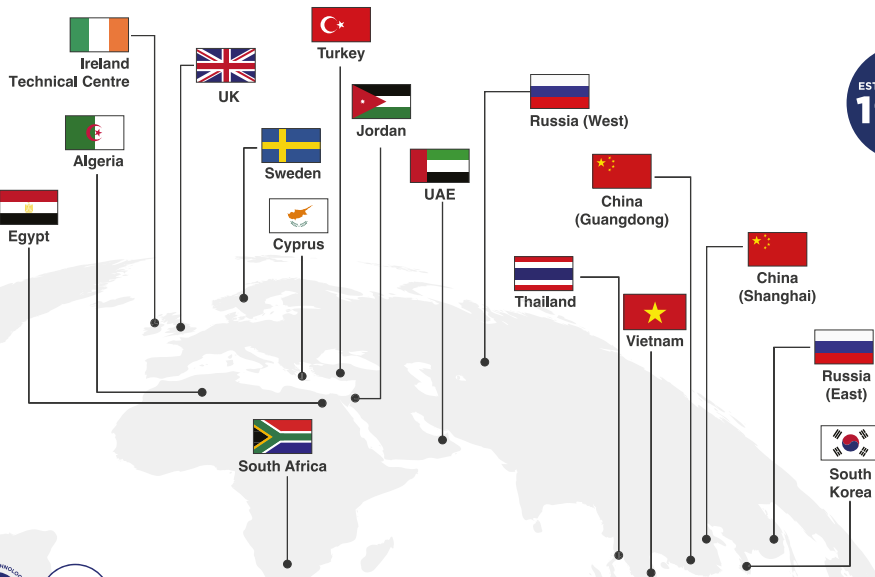 Ireland
Technical Centre
UK
Turkey
Jordan
Russia (West)
Algeria
Sweden
UAE
China
(Guangdong)
Egypt
Cyprus
Thailand
Vietnam
China
(Shanghai)
Russia
(East)
South Africa
South
Korea
EST